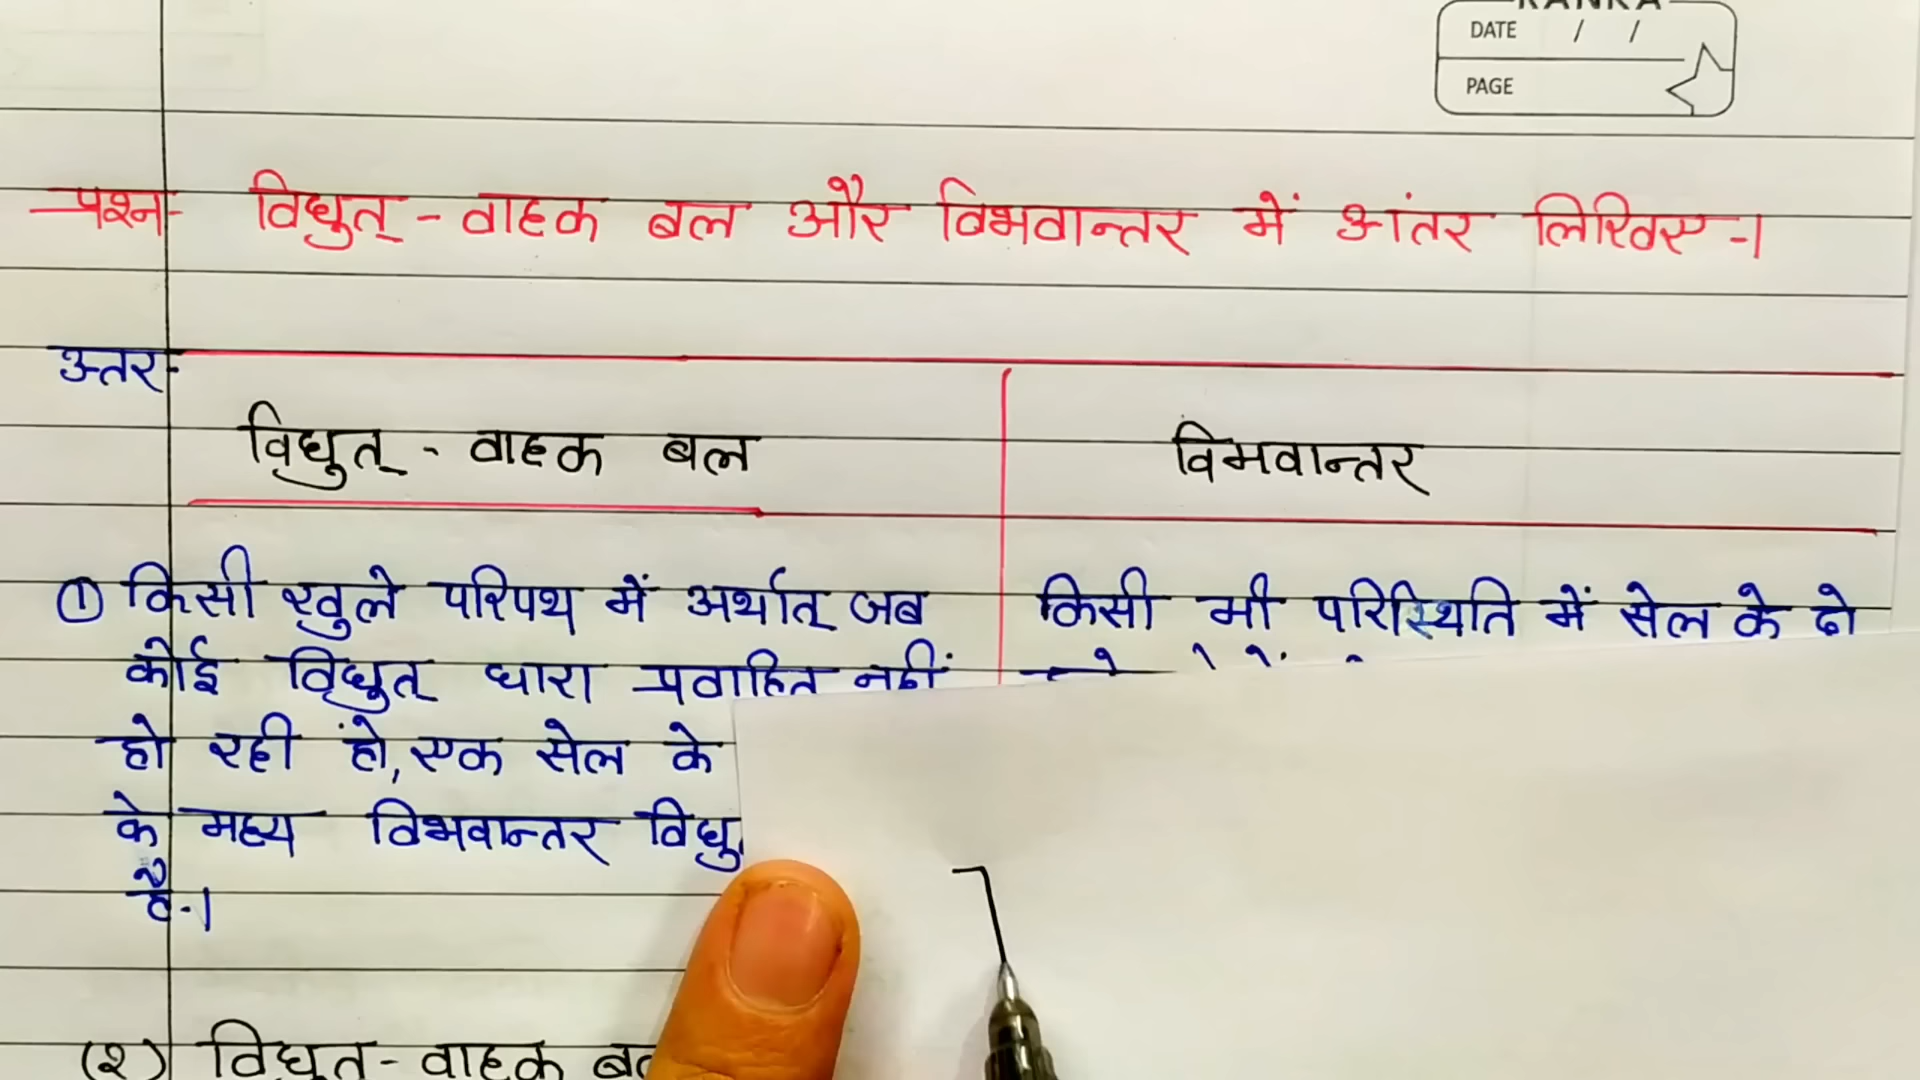 DATE / /
PAGE
प्रश्न- विद्युत् - वाहक बल और विभवान्तर में अंतर लिखिए -।
उत्तर-
विद्युत् - वाहक बल
विभवान्तर
① किसी खुले परिपथ में अर्थात् जब
कोई विद्युत् धारा प्रवाहित नहीं
हो रही हो, एक सेल के
के मध्य विभवान्तर
है-।
किसी भी परिस्थिति में सेल के दो
(२) विद्युत- वाहक